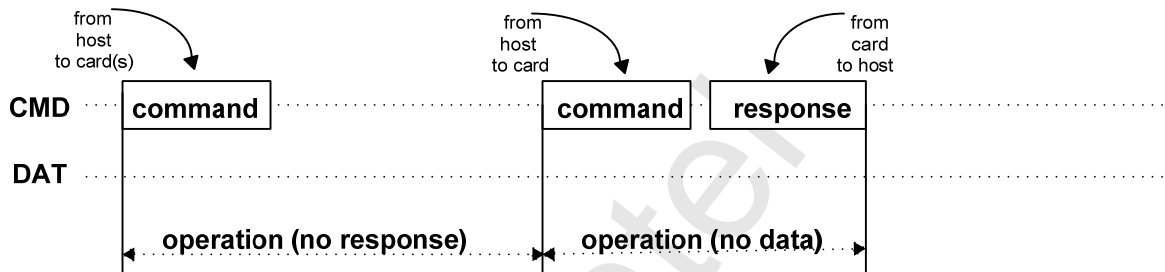 from
host
to card(s)
from
host
to card
from
card
to host
CMD
command
command
response
DAT
operation (no response)
operation (no data)